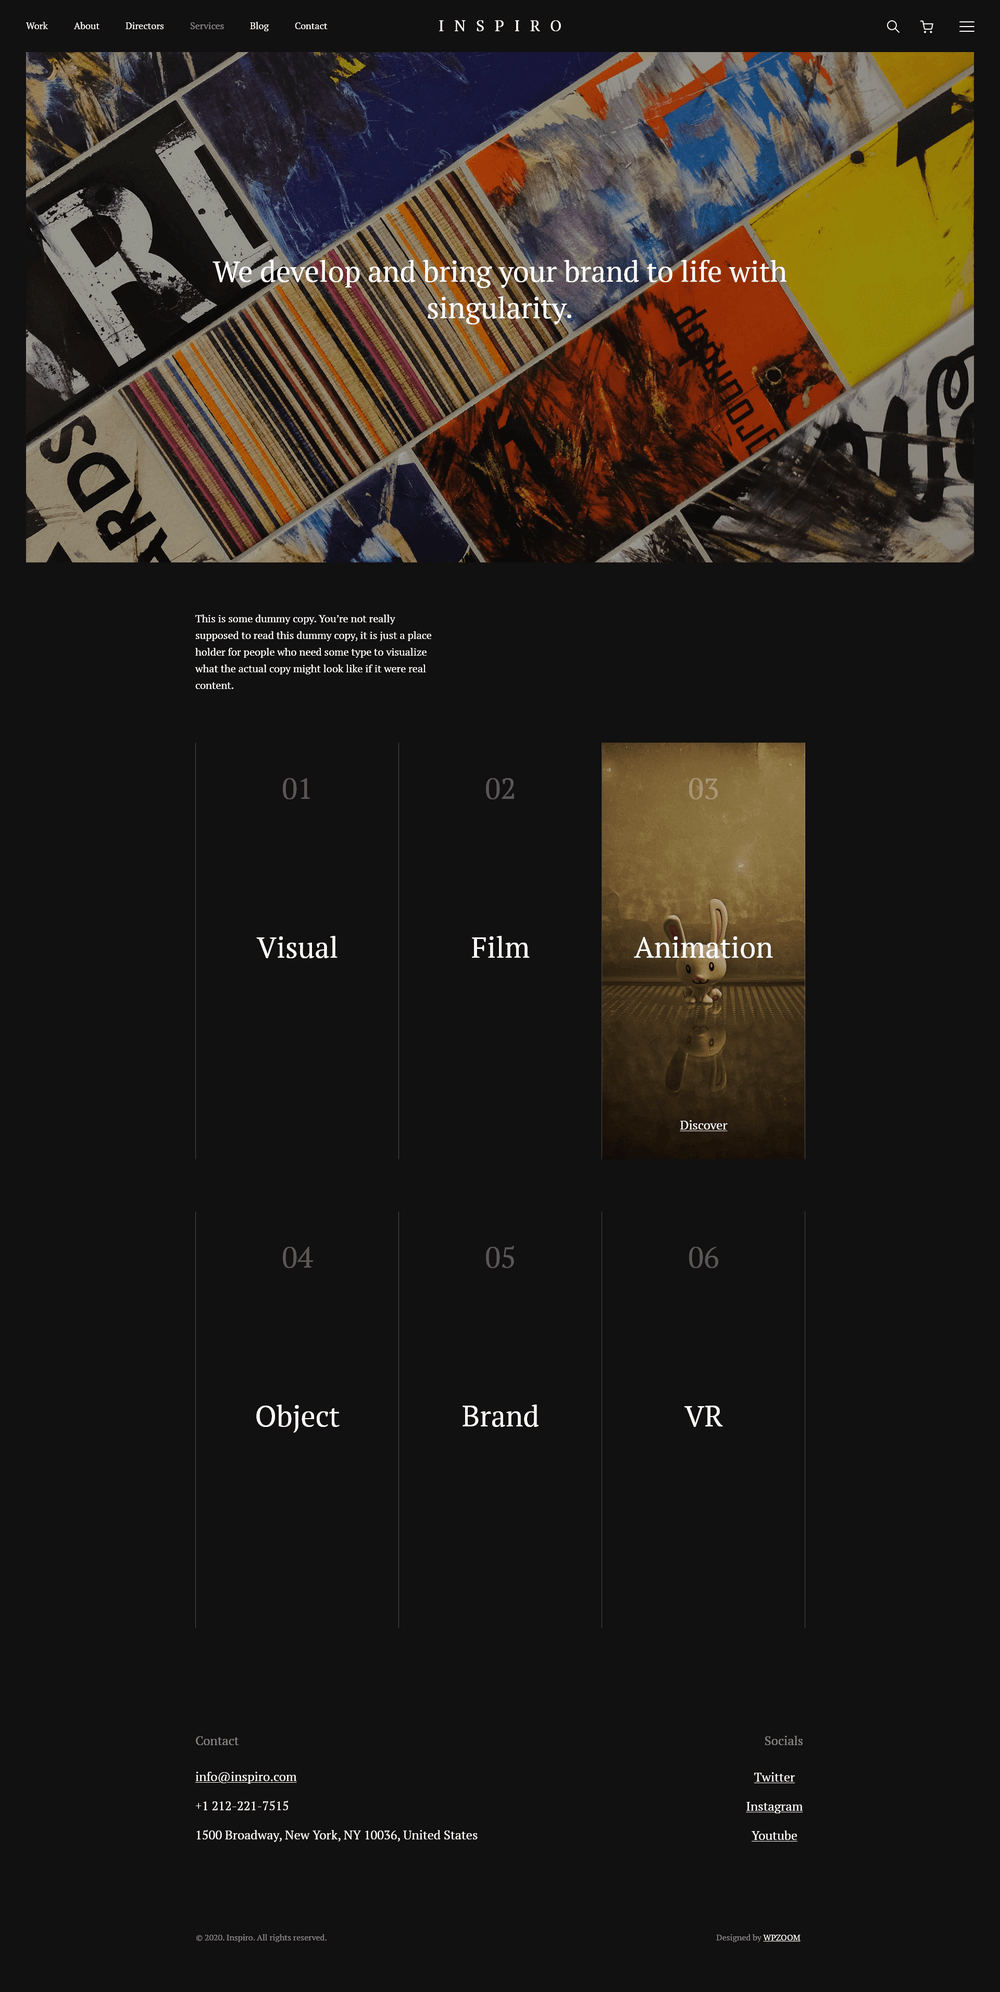 Work About Directors Services Blog Contact
INSPIRO
We develop and bring your brand to life with
singularity.
ARDS
This is some dummy copy. You're not really
supposed to read this dummy copy, it is just a place
holder for people who need some type to visualize
what the actual copy might look like if it were real
content.
01
02
03
Visual
Film
Animation
Discover
04
05
06
Object
Brand
VR
Contact
info@inspiro.com
+1 212-221-7515
1500 Broadway, New York, NY 10036, United States
Socials
Twitter
Instagram
Youtube
© 2020. Inspiro. All rights reserved.
Designed by WPZOOM